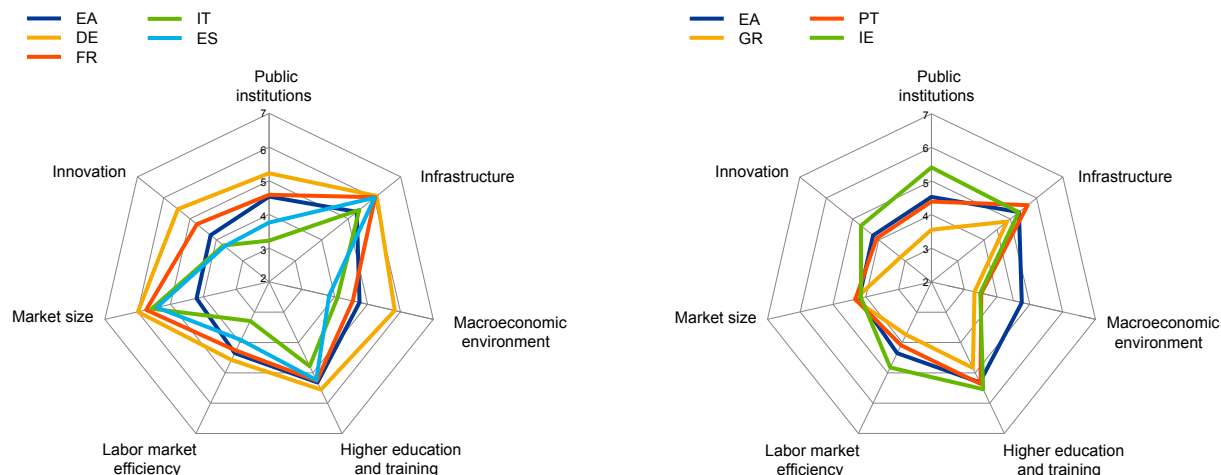 EA
IT
DE
ES
FR
Public
institutions
7
6
5
4
3
2
Innovation
Infrastructure
Market size
Macroeconomic
environment
Labor market
efficiency
Higher education
and training
EA
PT
GR
IE
Public
institutions
7
6
5
4
3
2
Innovation
Infrastructure
Market size
Macroeconomic
environment
Labor market
efficiency
Higher education
and training